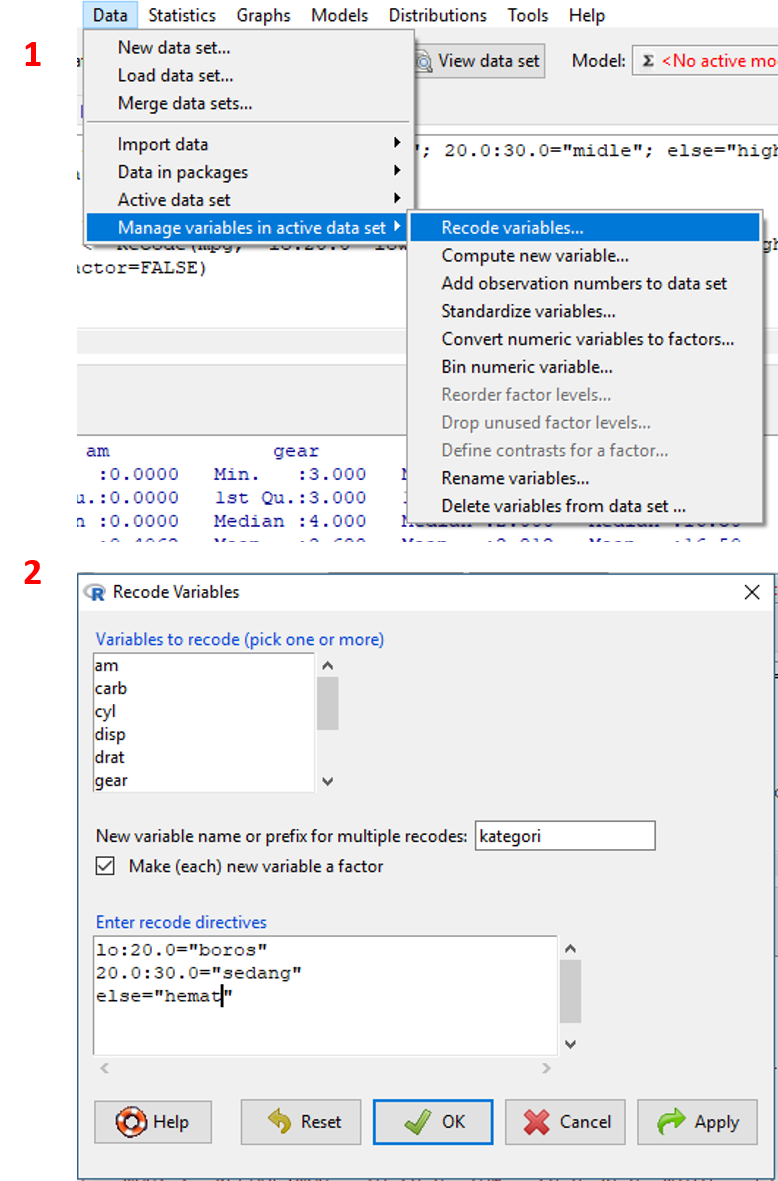 Data Statistics Graphs Models Distributions Tools Help
1
New data set...
View data set Model: Σ <No active mo
Load data set...
Merge data sets...
Import data
"; 20.0:30.0="midle"; else="high
Data in packages
Active data set
Manage variables in active data set
Recode variables...
Compute new variable...
actor=FALSE)
Add observation numbers to data set
Standardize variables...
Convert numeric variables to factors...
Bin numeric variable...
Reorder factor levels...
Drop unused factor levels...
Define contrasts for a factor...
Rename variables...
Delete variables from data set ...
am gear
:0.0000 Min. :3.000
u.:0.0000 1st Qu.:3.000
n :0.0000 Median :4.000
2
R Recode Variables
Variables to recode (pick one or more)
am
carb
cyl
disp
drat
gear
New variable name or prefix for multiple recodes: kategori
Make (each) new variable a factor
Enter recode directives
lo:20.0="boros"
20.0:30.0="sedang"
else="hemat"
Help Reset OK Cancel Apply